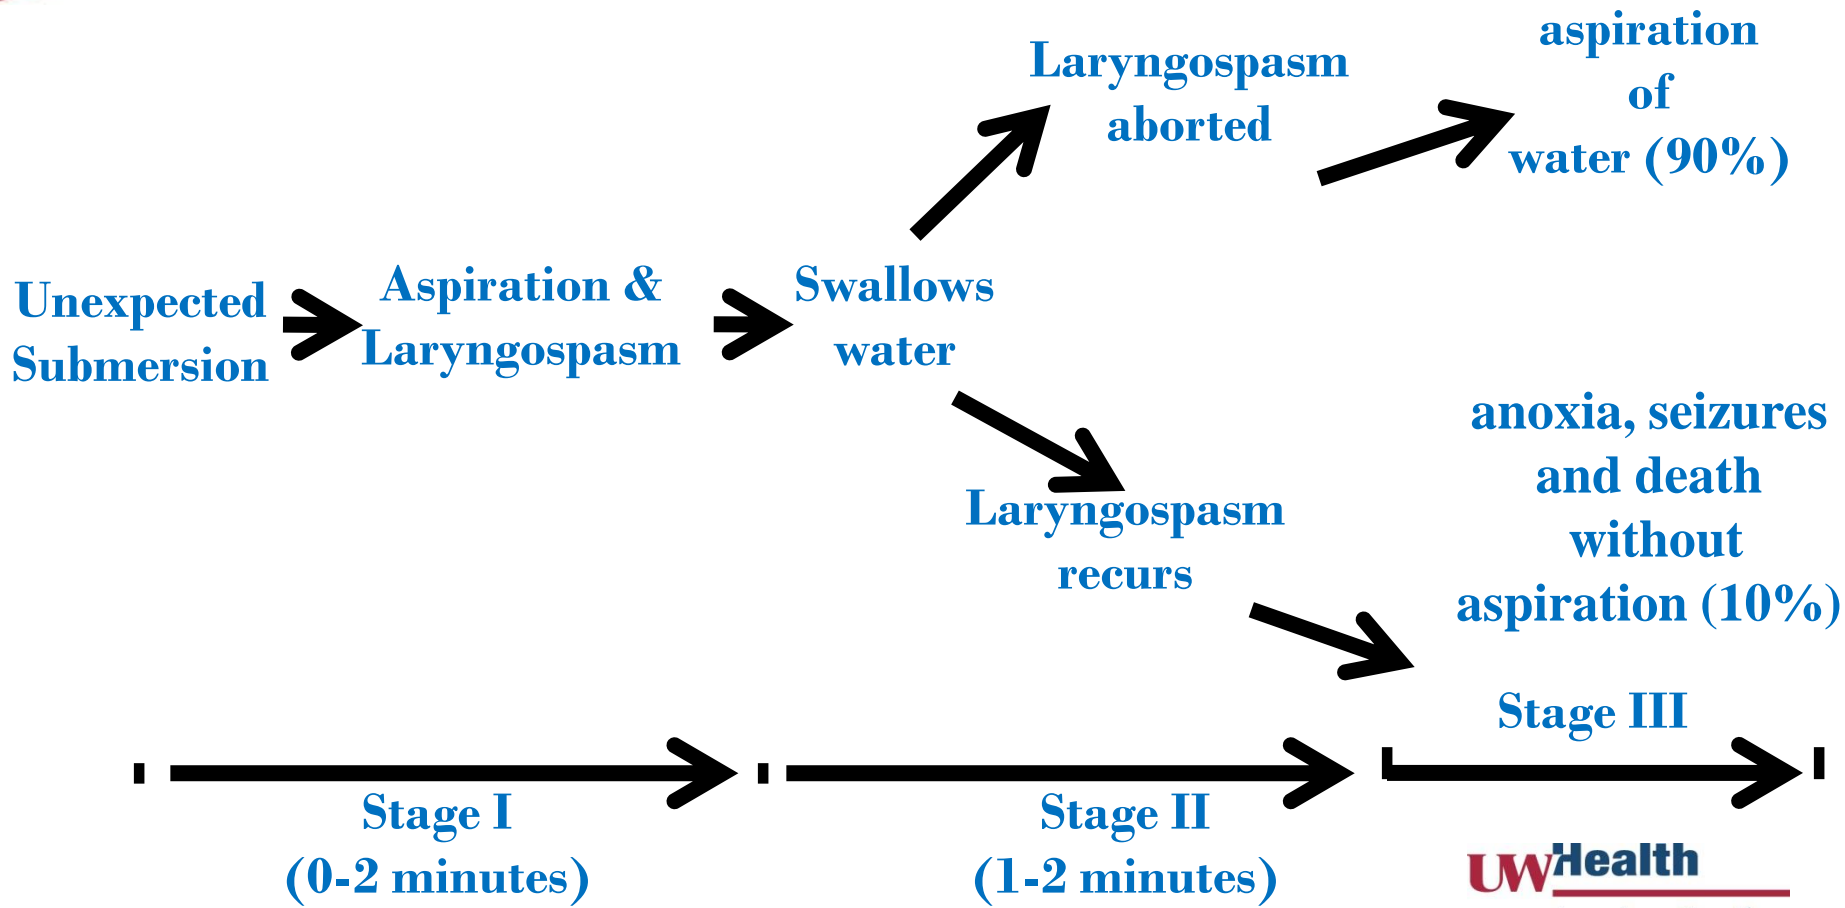 Unexpected
Submersion
Aspiration &
Laryngospasm
Swallows
water
Laryngospasm
aborted
aspiration
of
water (90%)
Laryngospasm
recurs
anoxia, seizures
and death
without
aspiration (10%)
Stage I
(0-2 minutes)
Stage II
(1-2 minutes)
Stage III
UWHealth